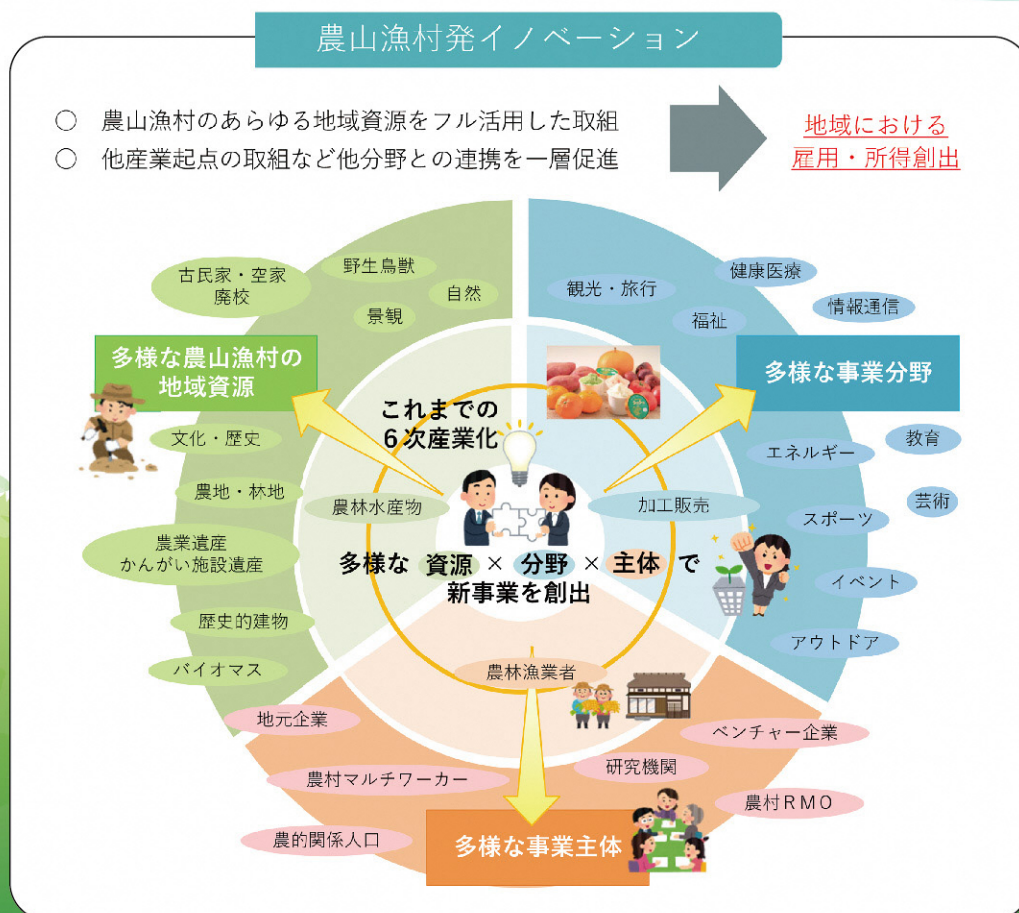 農山漁村発イノベーション
○ 農山漁村のあらゆる地域資源をフル活用した取組
○ 他産業起点の取組など他分野との連携を一層促進
地域における
雇用・所得創出
古民家・空家
廃校
野生鳥獣
自然
景観
多様な農山漁村の
地域資源
文化・歴史
農地・林地
農業遺産
かんがい施設遺産
歴史的建物
バイオマス
観光・旅行
健康医療
福祉
情報通信
多様な事業分野
エネルギー
教育
スポーツ
芸術
イベント
アウトドア
これまでの
6次産業化
農林水産物
加工販売
多様な 資源 × 分野 × 主体 で
新事業を創出
農林漁業者
地元企業
ベンチャー企業
農村マルチワーカー
研究機関
農村RMO
農的関係人口
多様な事業主体